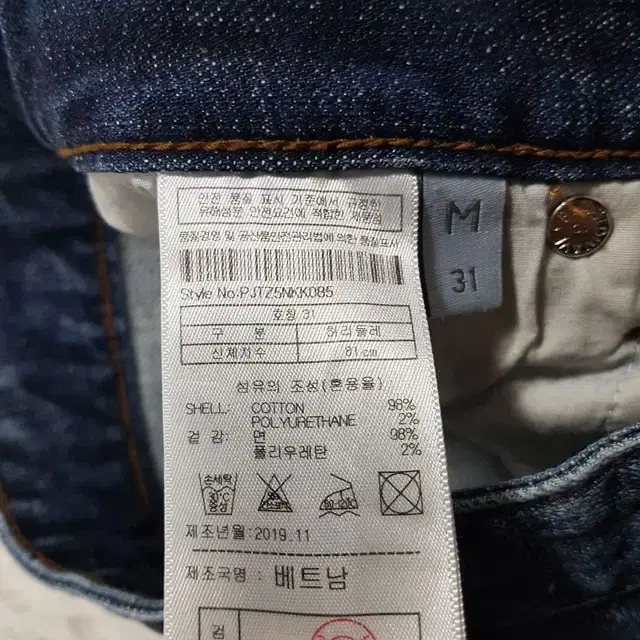 안전 품질 표시 기준에서 규정한
유해성분 안전요건에 적합한 제품임
품질경영 및 공산품안전관리법에 의한 품질표시
Style No.PJTZ5NKK085
호칭 31
구 분 허리둘레
신체치수 81 cm
섬유의 조성(혼용율)
SHELL: COTTON 98%
POLYURETHANE 2%
겉 감: 면 98%
폴리우레탄 2%
손세탁
30℃
중성
제조년월: 2019.11
제조국명 : 베트남
검
M
31